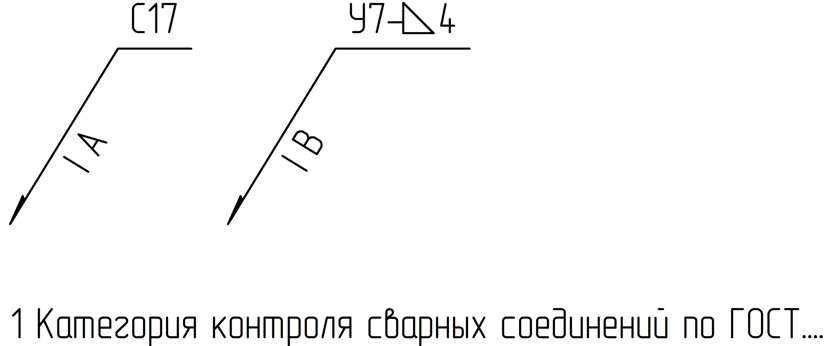 С17
У7-◺4
I А
I В
1 Категория контроля сварных соединений по ГОСТ....